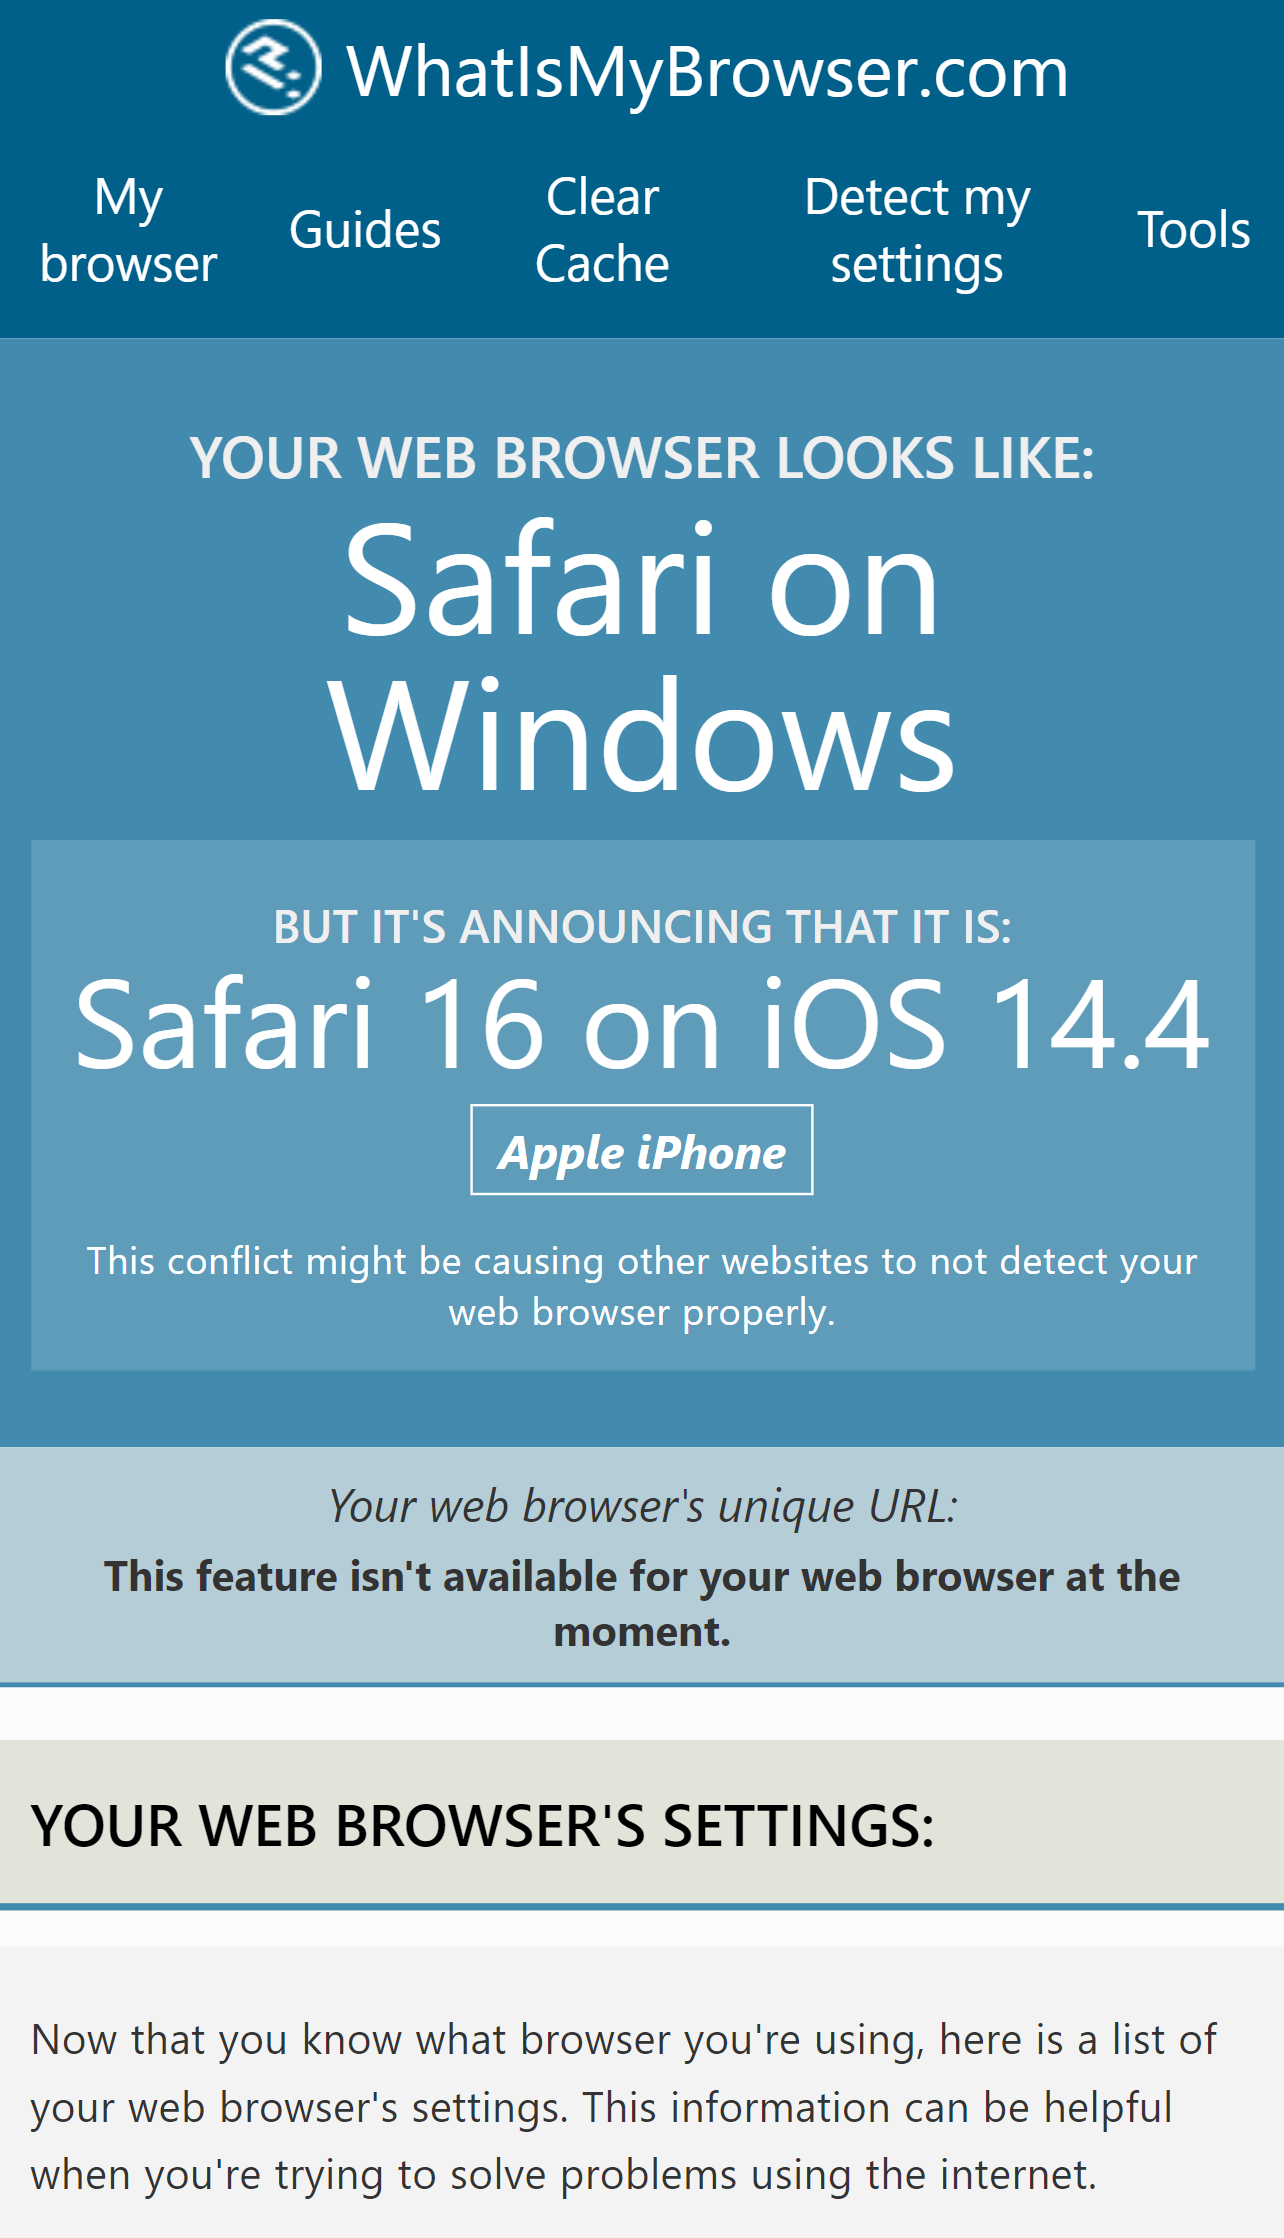 WhatIsMyBrowser.com
My browser
Guides
Clear Cache
Detect my settings
Tools
YOUR WEB BROWSER LOOKS LIKE:
Safari on
Windows
BUT IT'S ANNOUNCING THAT IT IS:
Safari 16 on iOS 14.4
Apple iPhone
This conflict might be causing other websites to not detect your
web browser properly.
Your web browser's unique URL:
This feature isn't available for your web browser at the
moment.
YOUR WEB BROWSER'S SETTINGS:
Now that you know what browser you're using, here is a list of
your web browser's settings. This information can be helpful
when you're trying to solve problems using the internet.